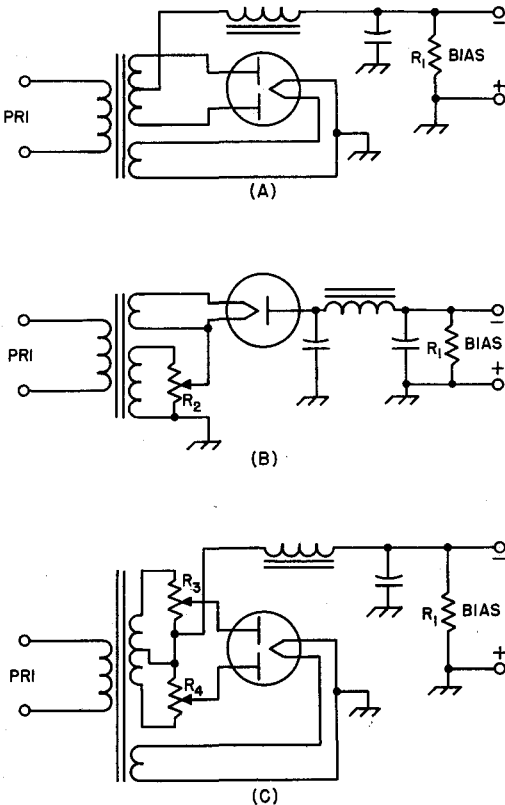 PRI
R1 BIAS
−
+
(A)
PRI
R2
R1 BIAS
−
+
(B)
PRI
R3
R4
R1 BIAS
−
+
(C)